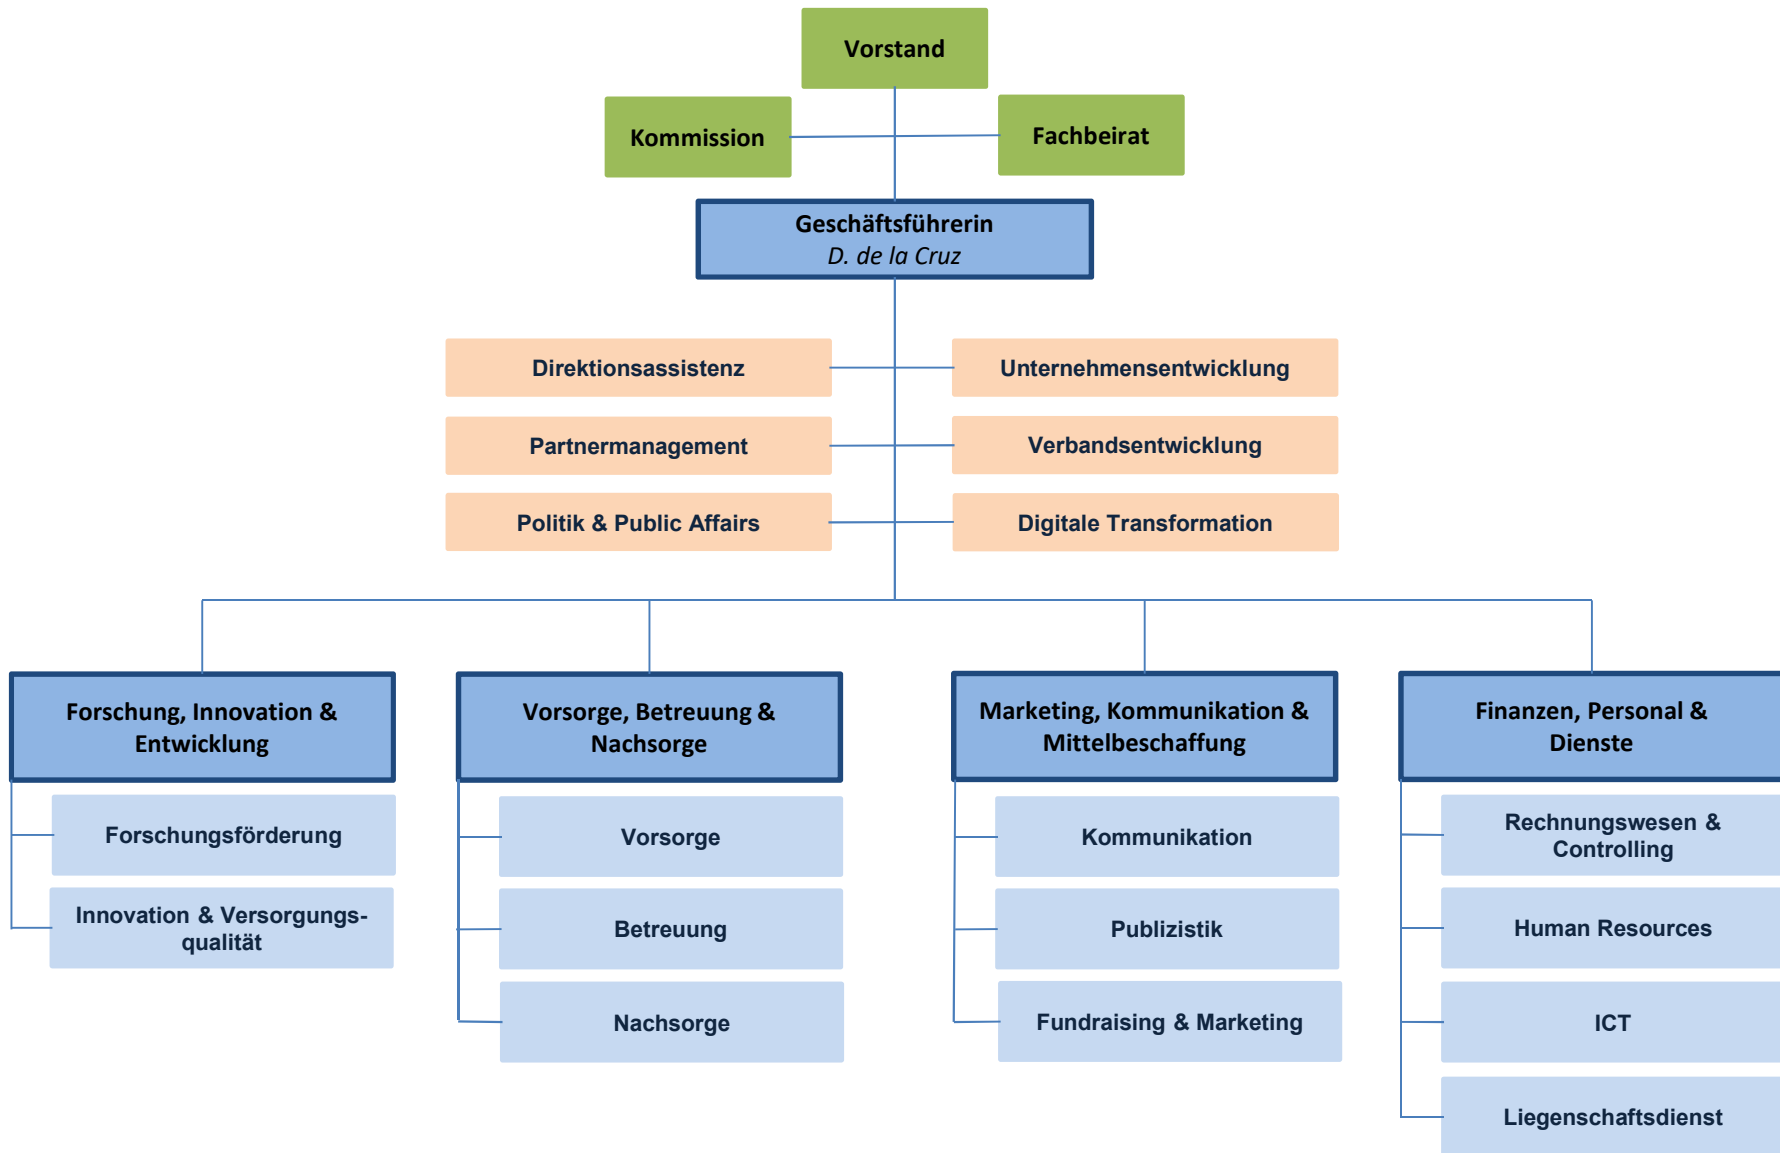 Vorstand
Kommission
Fachbeirat
Geschäftsführerin
D. de la Cruz
Direktionsassistenz
Unternehmensentwicklung
Partnermanagement
Verbandsentwicklung
Politik & Public Affairs
Digitale Transformation
Forschung, Innovation &
Entwicklung
Forschungsförderung
Innovation & Versorgungs-
qualität
Vorsorge, Betreuung &
Nachsorge
Vorsorge
Betreuung
Nachsorge
Marketing, Kommunikation &
Mittelbeschaffung
Kommunikation
Publizistik
Fundraising & Marketing
Finanzen, Personal &
Dienste
Rechnungswesen &
Controlling
Human Resources
ICT
Liegenschaftsdienst